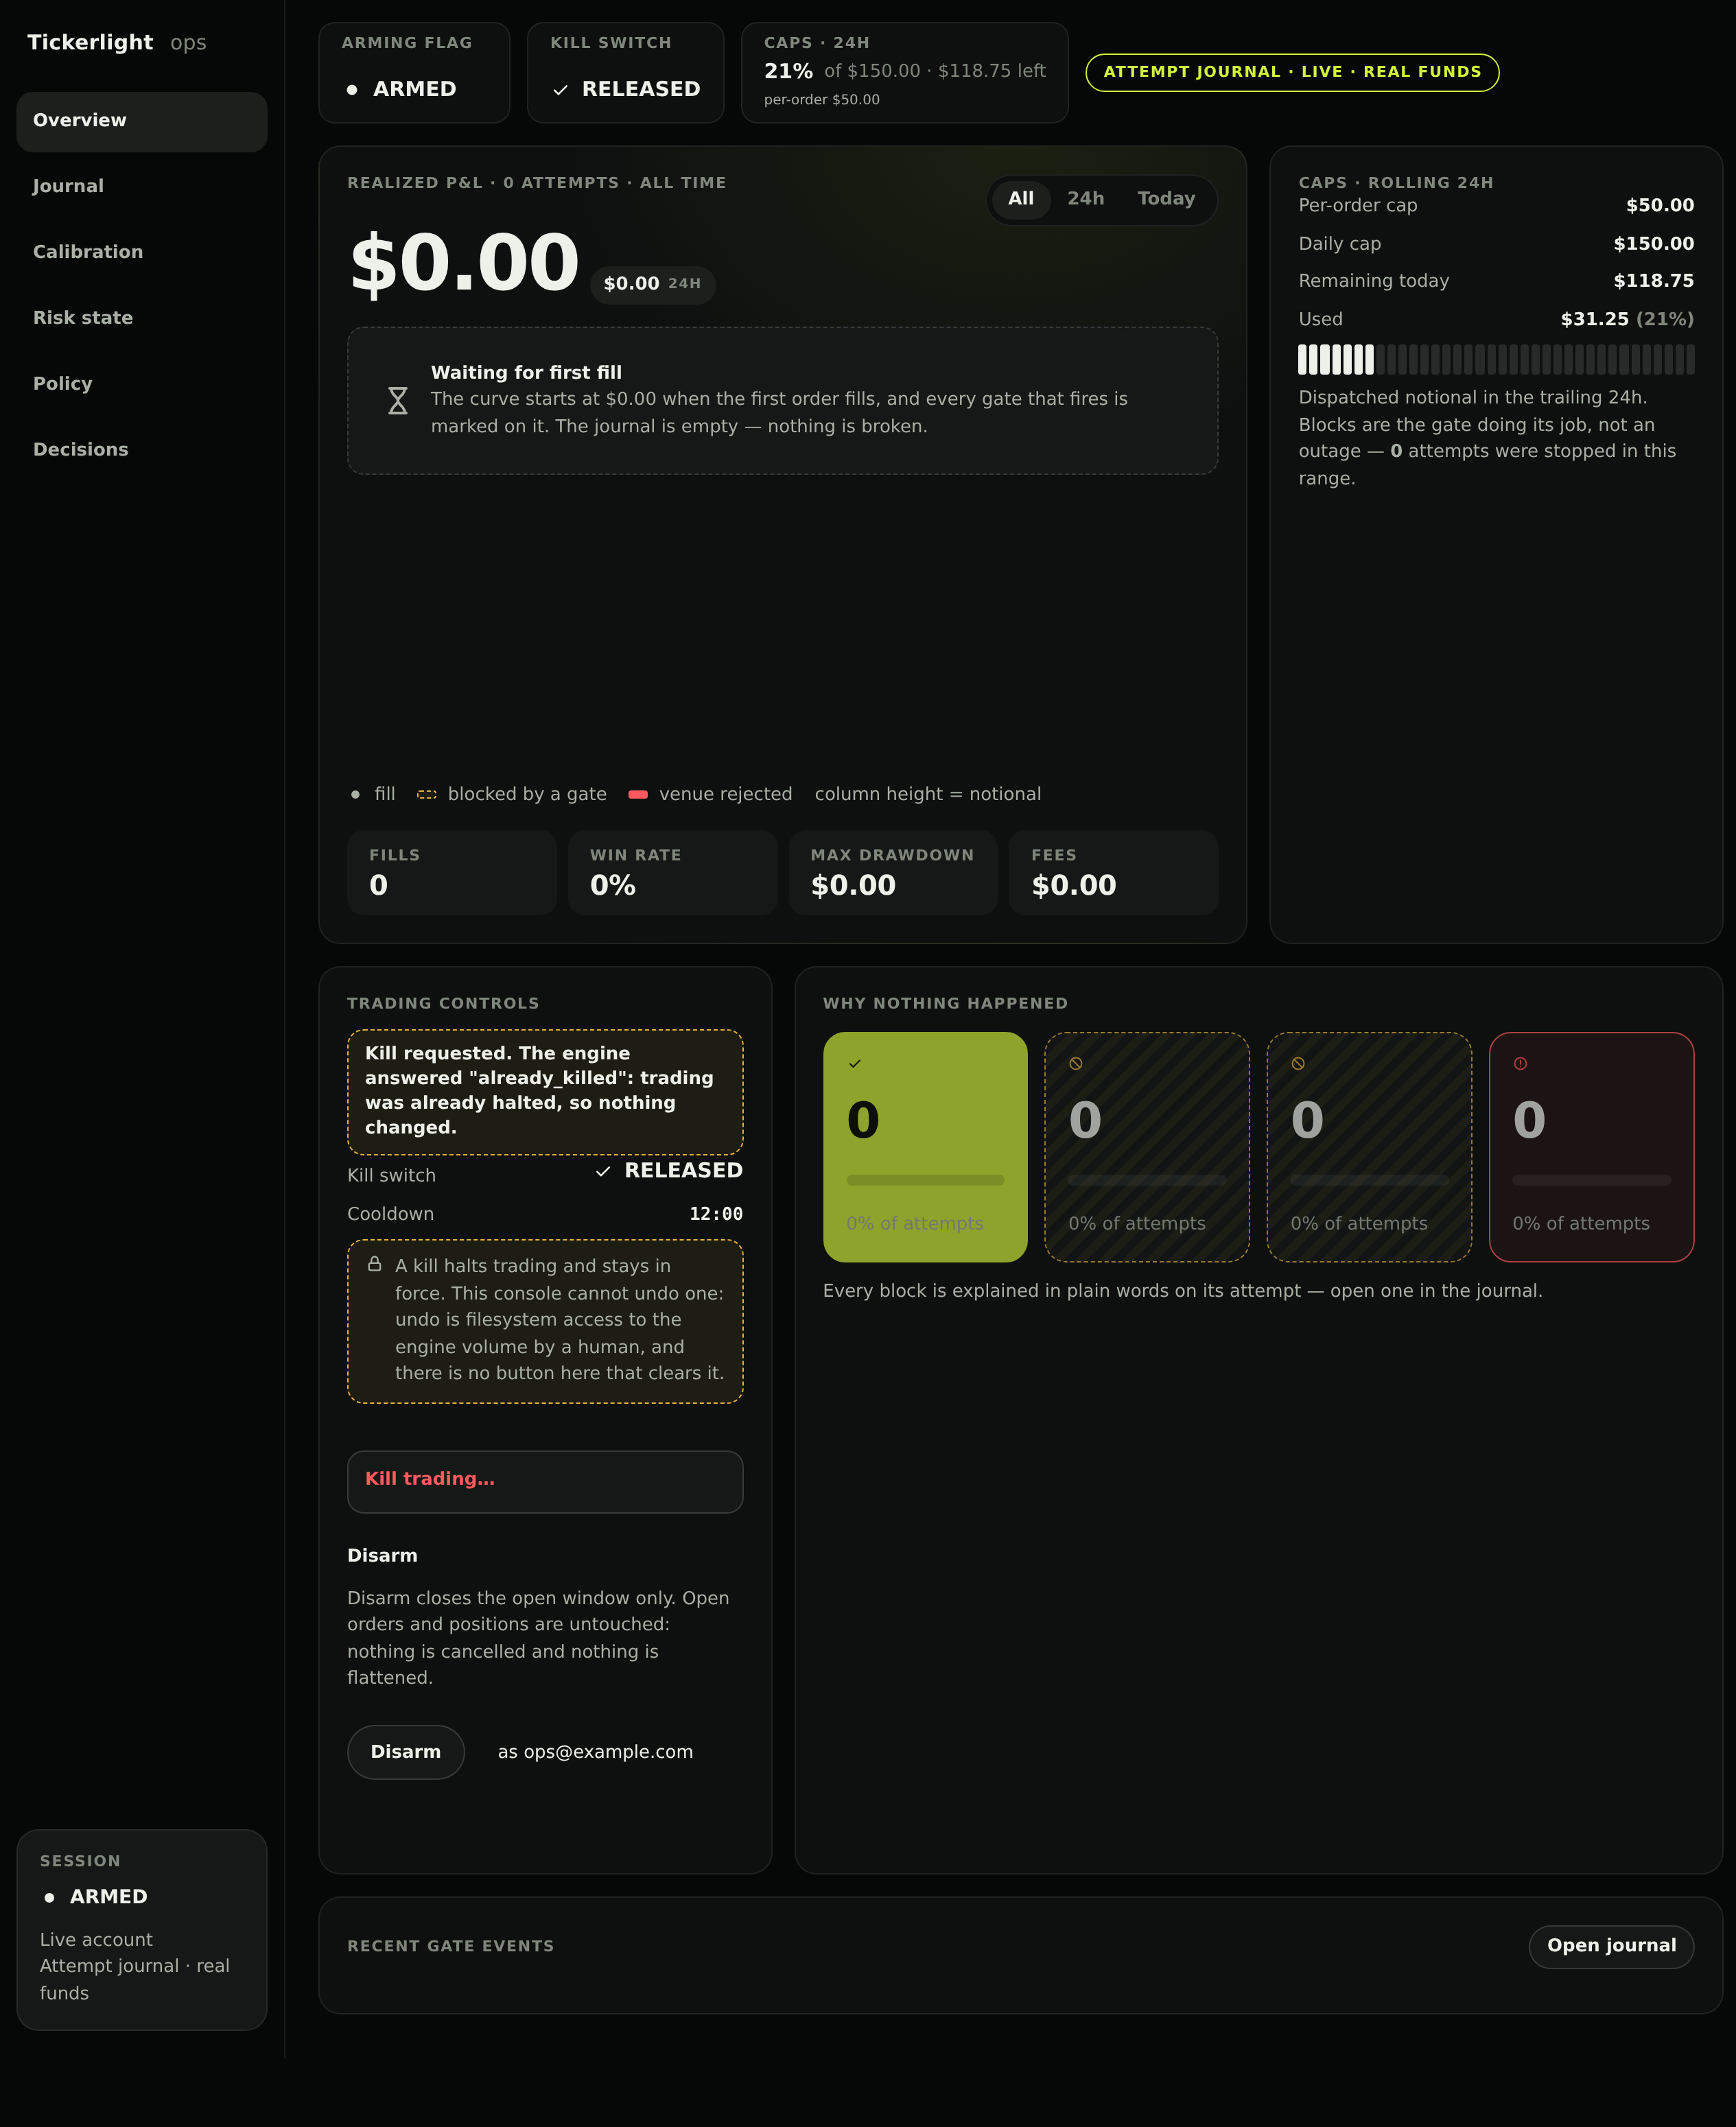 Tickerlight ops
Overview
Journal
Calibration
Risk state
Policy
Decisions
SESSION
ARMED
Live account
Attempt journal · real
funds
ARMING FLAG
ARMED
KILL SWITCH
RELEASED
CAPS · 24H
21% of $150.00 · $118.75 left
per-order $50.00
ATTEMPT JOURNAL · LIVE · REAL FUNDS
REALIZED P&L · 0 ATTEMPTS · ALL TIME
All 24h Today
$0.00
$0.00 24H
Waiting for first fill
The curve starts at $0.00 when the first order fills, and every gate that fires is
marked on it. The journal is empty — nothing is broken.
fill blocked by a gate venue rejected column height = notional
FILLS
0
WIN RATE
0%
MAX DRAWDOWN
$0.00
FEES
$0.00
CAPS · ROLLING 24H
Per-order cap $50.00
Daily cap $150.00
Remaining today $118.75
Used $31.25 (21%)
Dispatched notional in the trailing 24h.
Blocks are the gate doing its job, not an
outage — 0 attempts were stopped in this
range.
TRADING CONTROLS
Kill requested. The engine
answered "already_killed": trading
was already halted, so nothing
changed.
Kill switch RELEASED
Cooldown 12:00
A kill halts trading and stays in
force. This console cannot undo one:
undo is filesystem access to the
engine volume by a human, and
there is no button here that clears it.
Kill trading…
Disarm
Disarm closes the open window only. Open
orders and positions are untouched:
nothing is cancelled and nothing is
flattened.
Disarm as ops@example.com
WHY NOTHING HAPPENED
0
0% of attempts
0
0% of attempts
0
0% of attempts
0
0% of attempts
Every block is explained in plain words on its attempt — open one in the journal.
RECENT GATE EVENTS
Open journal